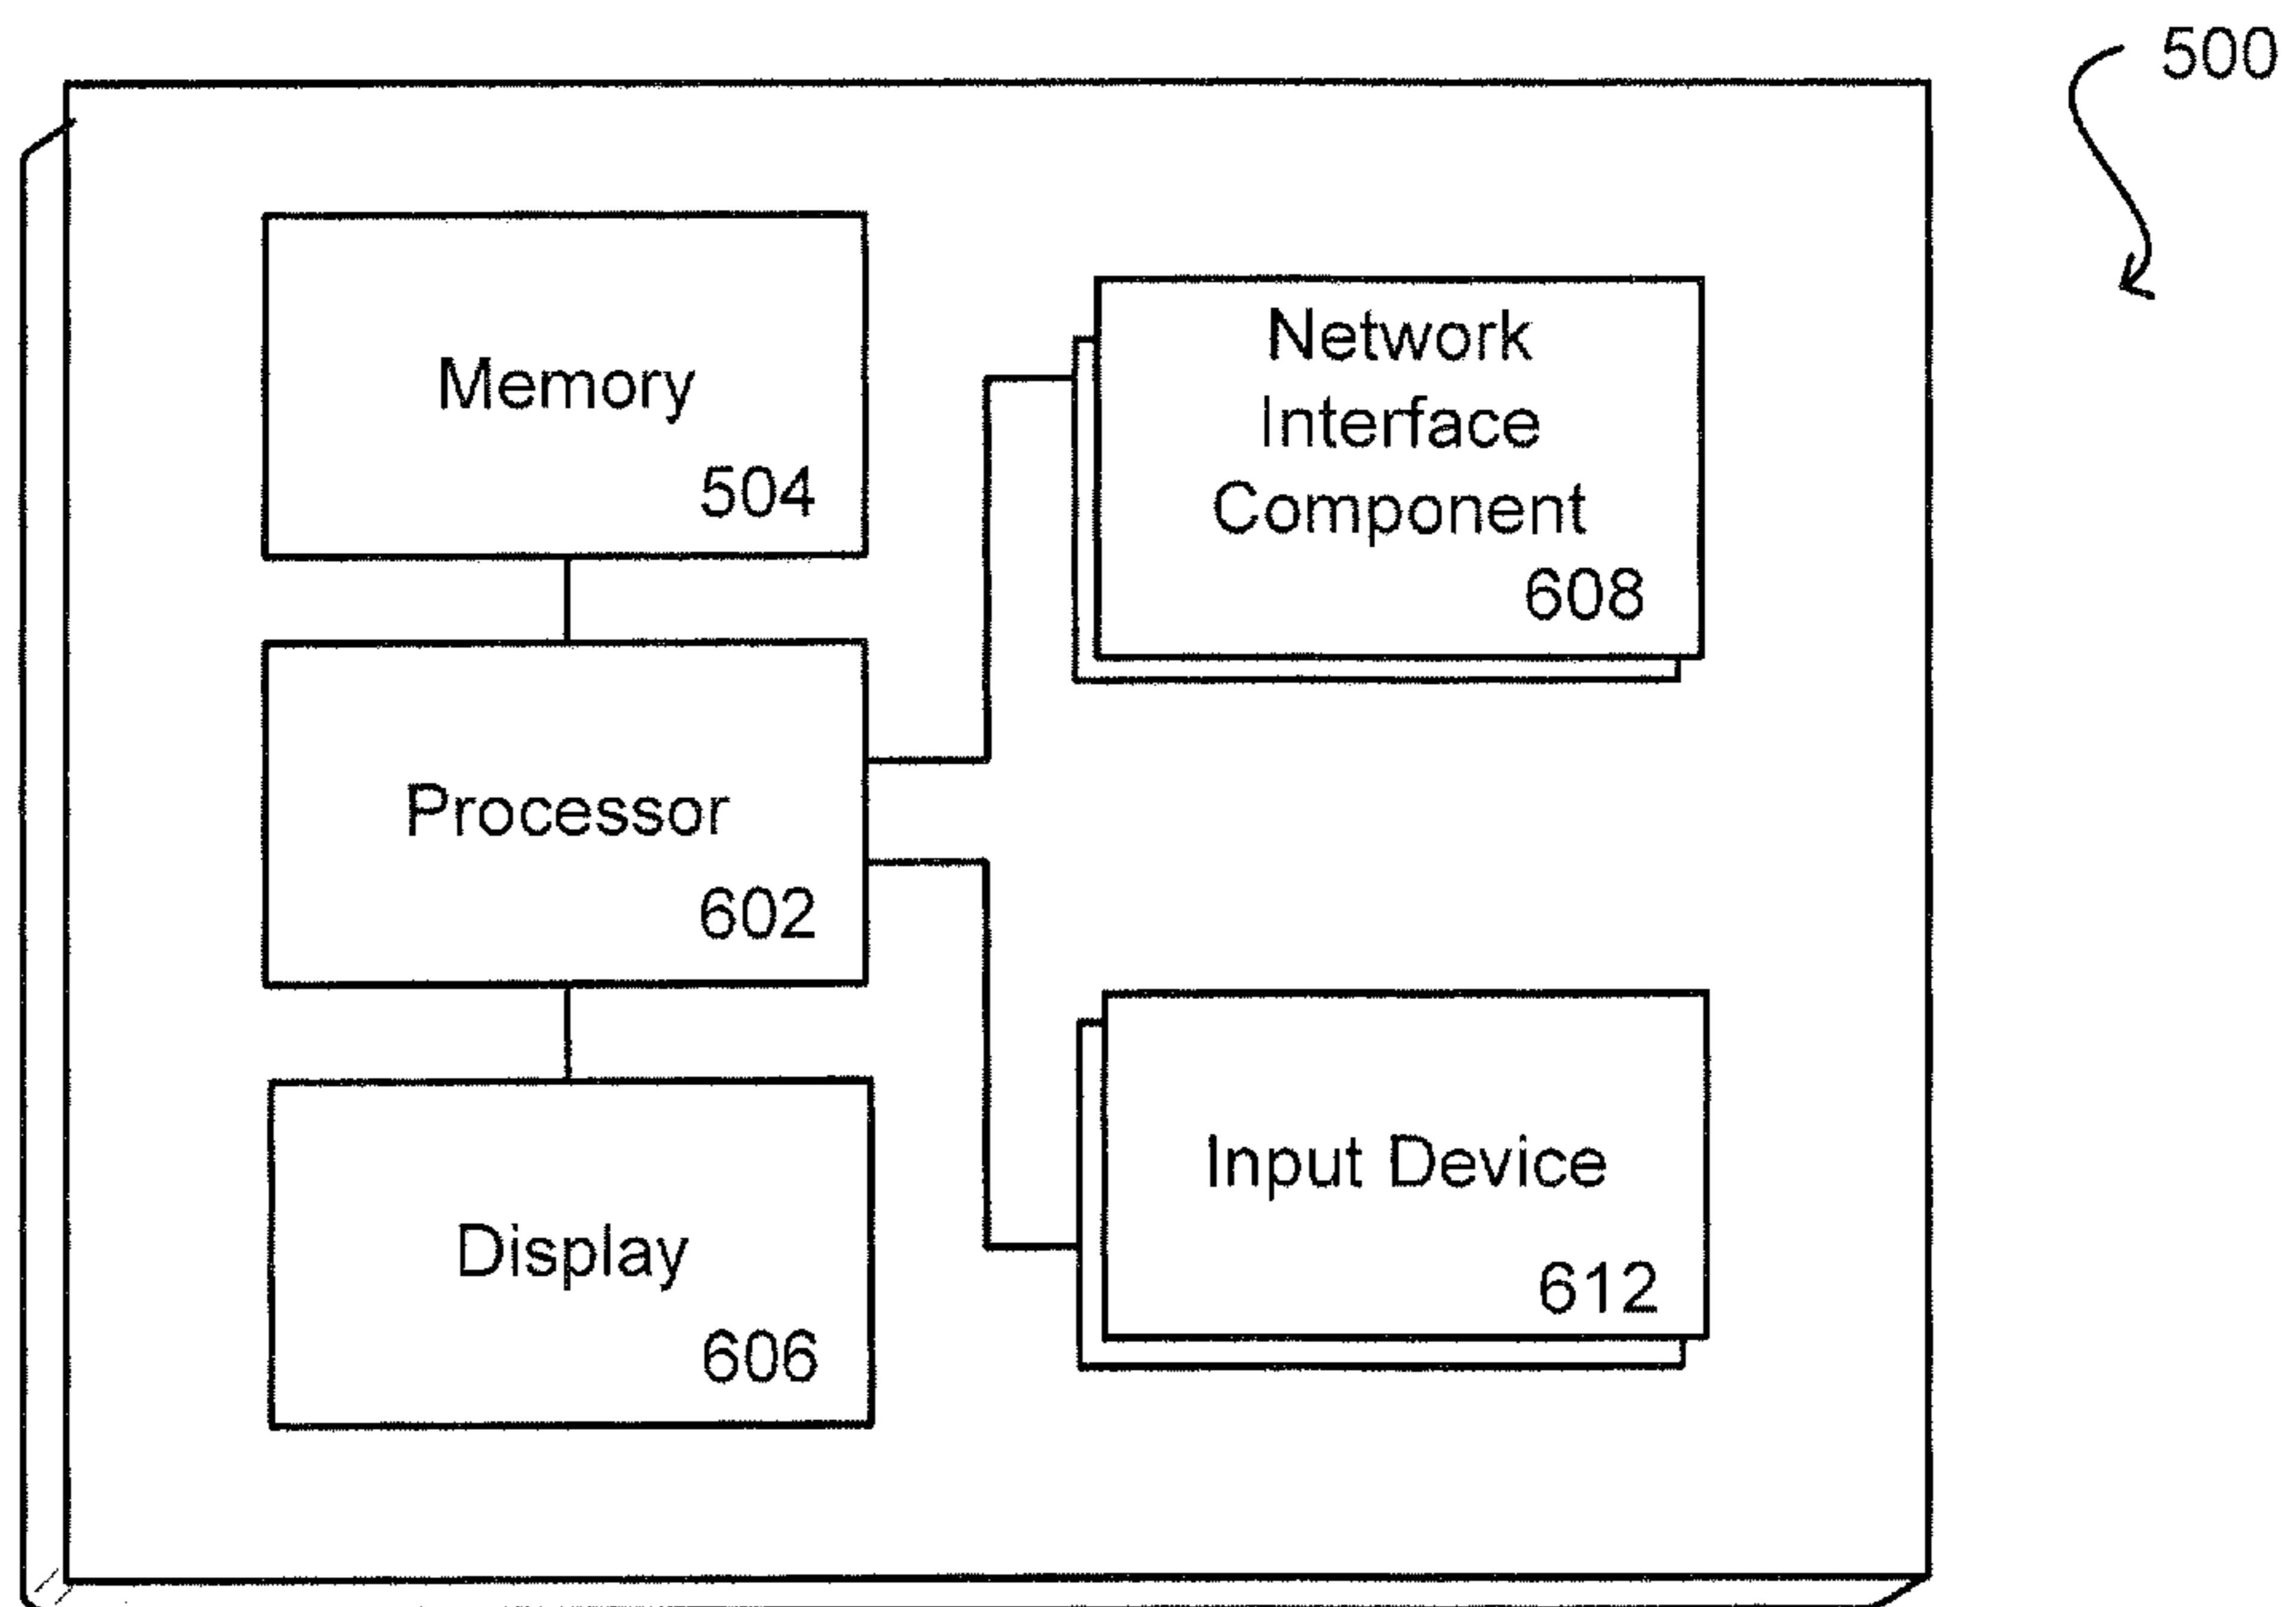 500
Memory
504
Network
Interface
Component
608
Processor
602
Input Device
612
Display
606